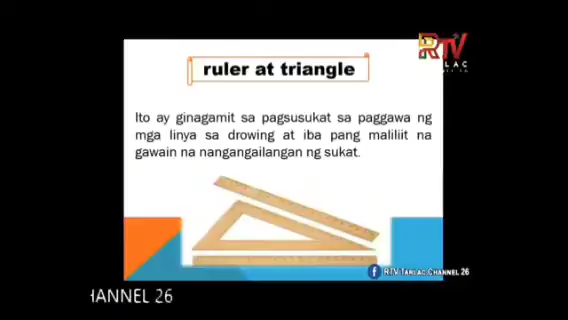 RTV
ruler at triangle
Ito ay ginagamit sa pagsusukat sa paggawa ng
mga linya sa drowing at iba pang maliliit na
gawain na nangangailangan ng sukat.
RTV Tarlac Channel 26
HANNEL 26